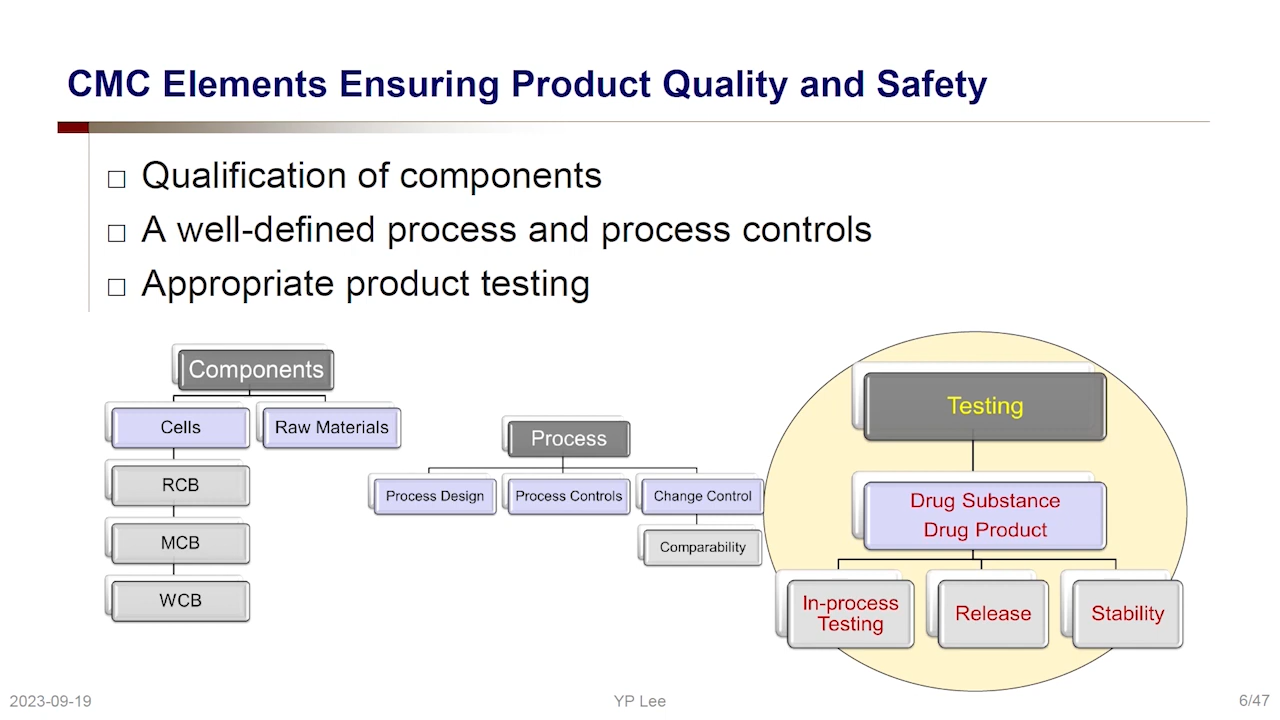 CMC Elements Ensuring Product Quality and Safety
Qualification of components
A well-defined process and process controls
Appropriate product testing
Components
Cells
Raw Materials
RCB
MCB
WCB
Process
Process Design
Process Controls
Change Control
Comparability
Testing
Drug Substance
Drug Product
In-process
Testing
Release
Stability
2023-09-19
YP Lee
6/47